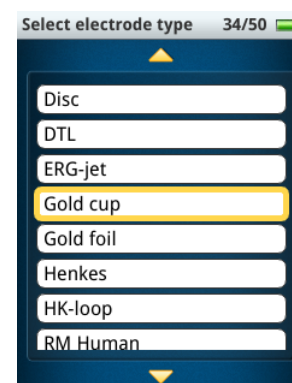 Select electrode type 34/50
Disc
DTL
ERG-jet
Gold cup
Gold foil
Henkes
HK-loop
RM Human